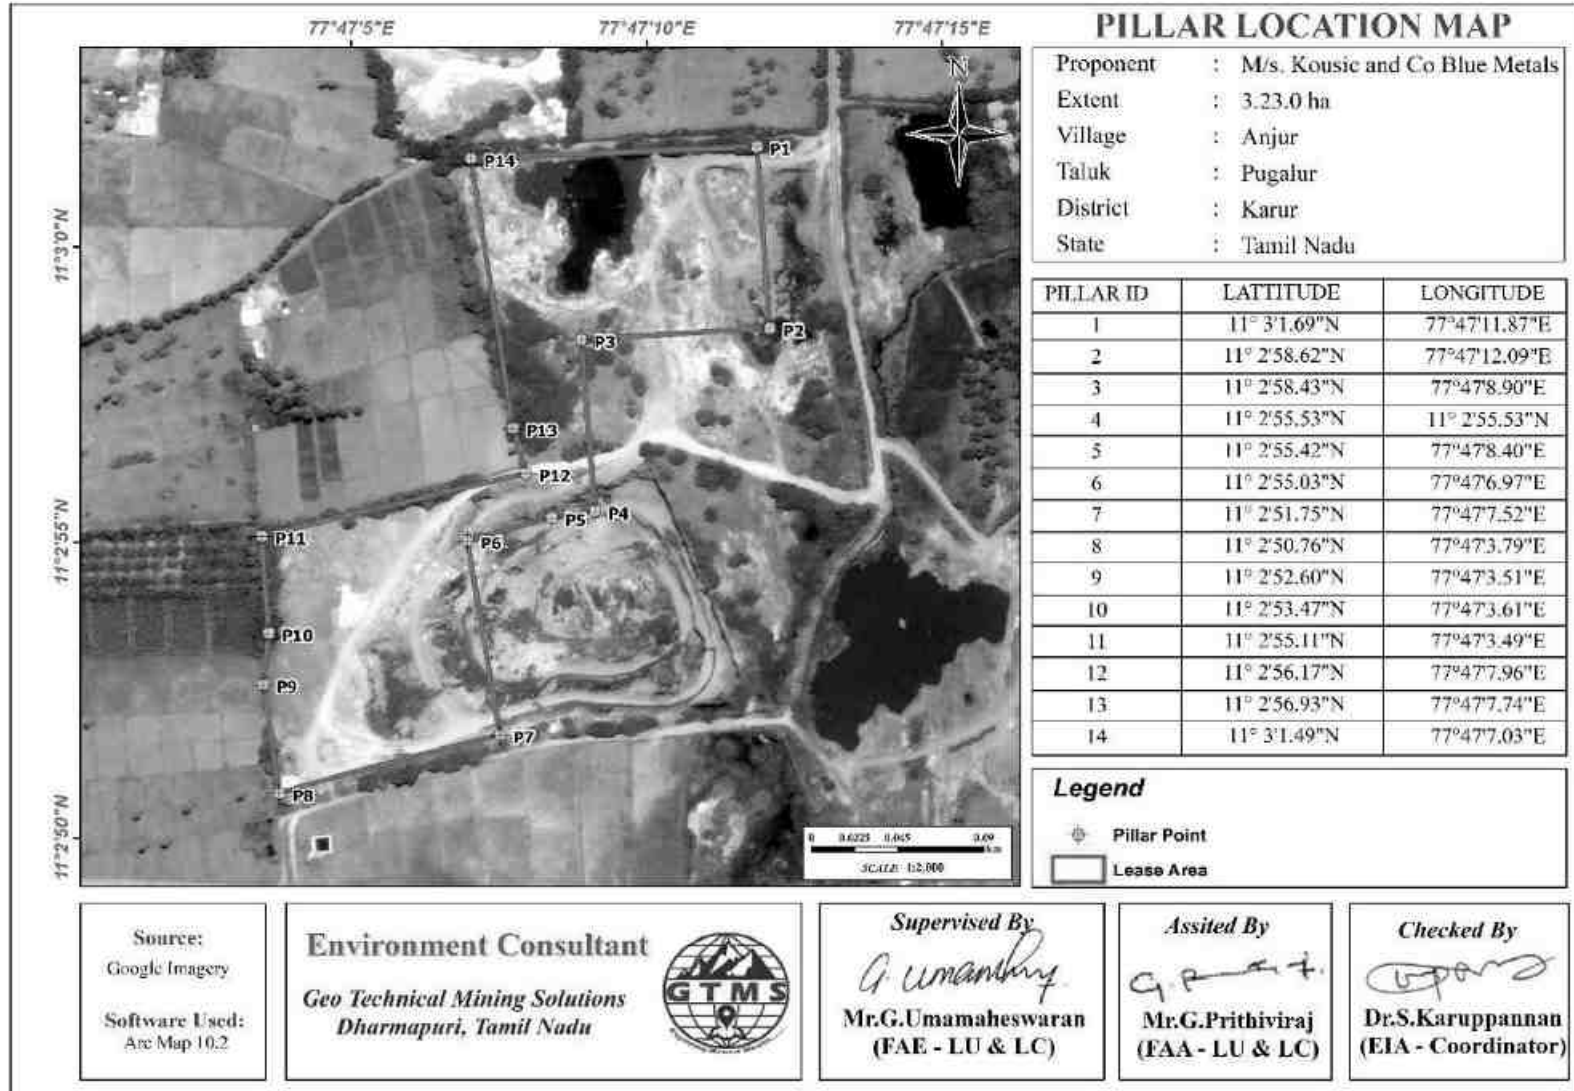 PILLAR LOCATION MAP
77°47'5"E 77°47'10"E 77°47'15"E
11°3'0"N
11°2'55"N
11°2'50"N
N
P14
P1
P2
P3
P13
P12
P4
P5
P6
P11
P10
P9
P7
P8
0 0.0225 0.045 0.09
km
SCALE 1:2,000
Proponent : M/s. Kousic and Co Blue Metals
Extent : 3.23.0 ha
Village : Anjur
Taluk : Pugalur
District : Karur
State : Tamil Nadu
PILLAR ID LATTITUDE LONGITUDE
1 11° 3'1.69"N 77°47'11.87"E
2 11° 2'58.62"N 77°47'12.09"E
3 11° 2'58.43"N 77°47'8.90"E
4 11° 2'55.53"N 11° 2'55.53"N
5 11° 2'55.42"N 77°47'8.40"E
6 11° 2'55.03"N 77°47'6.97"E
7 11° 2'51.75"N 77°47'7.52"E
8 11° 2'50.76"N 77°47'3.79"E
9 11° 2'52.60"N 77°47'3.51"E
10 11° 2'53.47"N 77°47'3.61"E
11 11° 2'55.11"N 77°47'3.49"E
12 11° 2'56.17"N 77°47'7.96"E
13 11° 2'56.93"N 77°47'7.74"E
14 11° 3'1.49"N 77°47'7.03"E
Legend
Pillar Point
Lease Area
Source:
Google Imagery
Software Used:
Arc Map 10.2
Environment Consultant
Geo Technical Mining Solutions
Dharmapuri, Tamil Nadu
GTMS
Supervised By
G. Umamhy
Mr.G.Umamaheswaran
(FAE - LU & LC)
Assited By
Mr.G.Prithiviraj
(FAA - LU & LC)
Checked By
Dr.S.Karuppannan
(EIA - Coordinator)